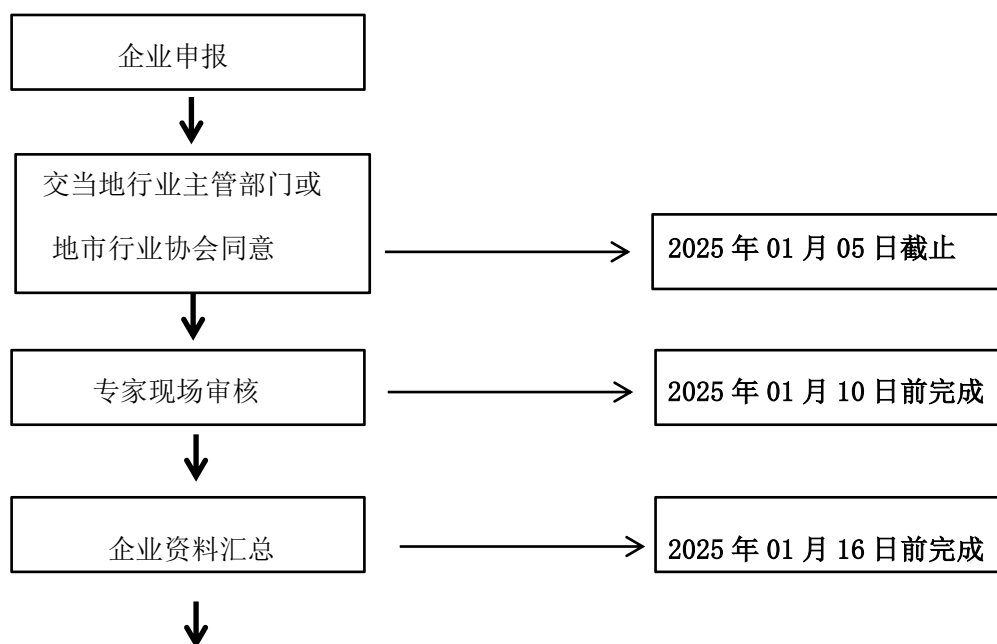 企业申报
交当地行业主管部门或
地市行业协会同意
2025 年 01 月 05 日截止
专家现场审核
2025 年 01 月 10 日前完成
企业资料汇总
2025 年 01 月 16 日前完成